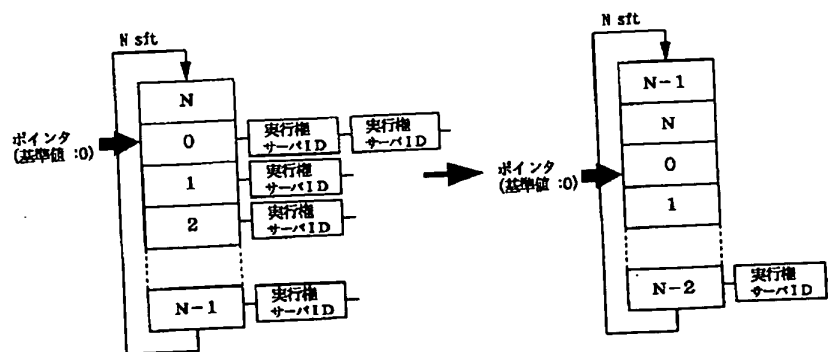 N sft
N
ポインタ
(基準値 :0)
0
実行権
サーバID
実行権
サーバID
1
実行権
サーバID
2
実行権
サーバID
N-1
実行権
サーバID
N sft
N-1
N
ポインタ
(基準値 :0)
0
1
N-2
実行権
サーバID